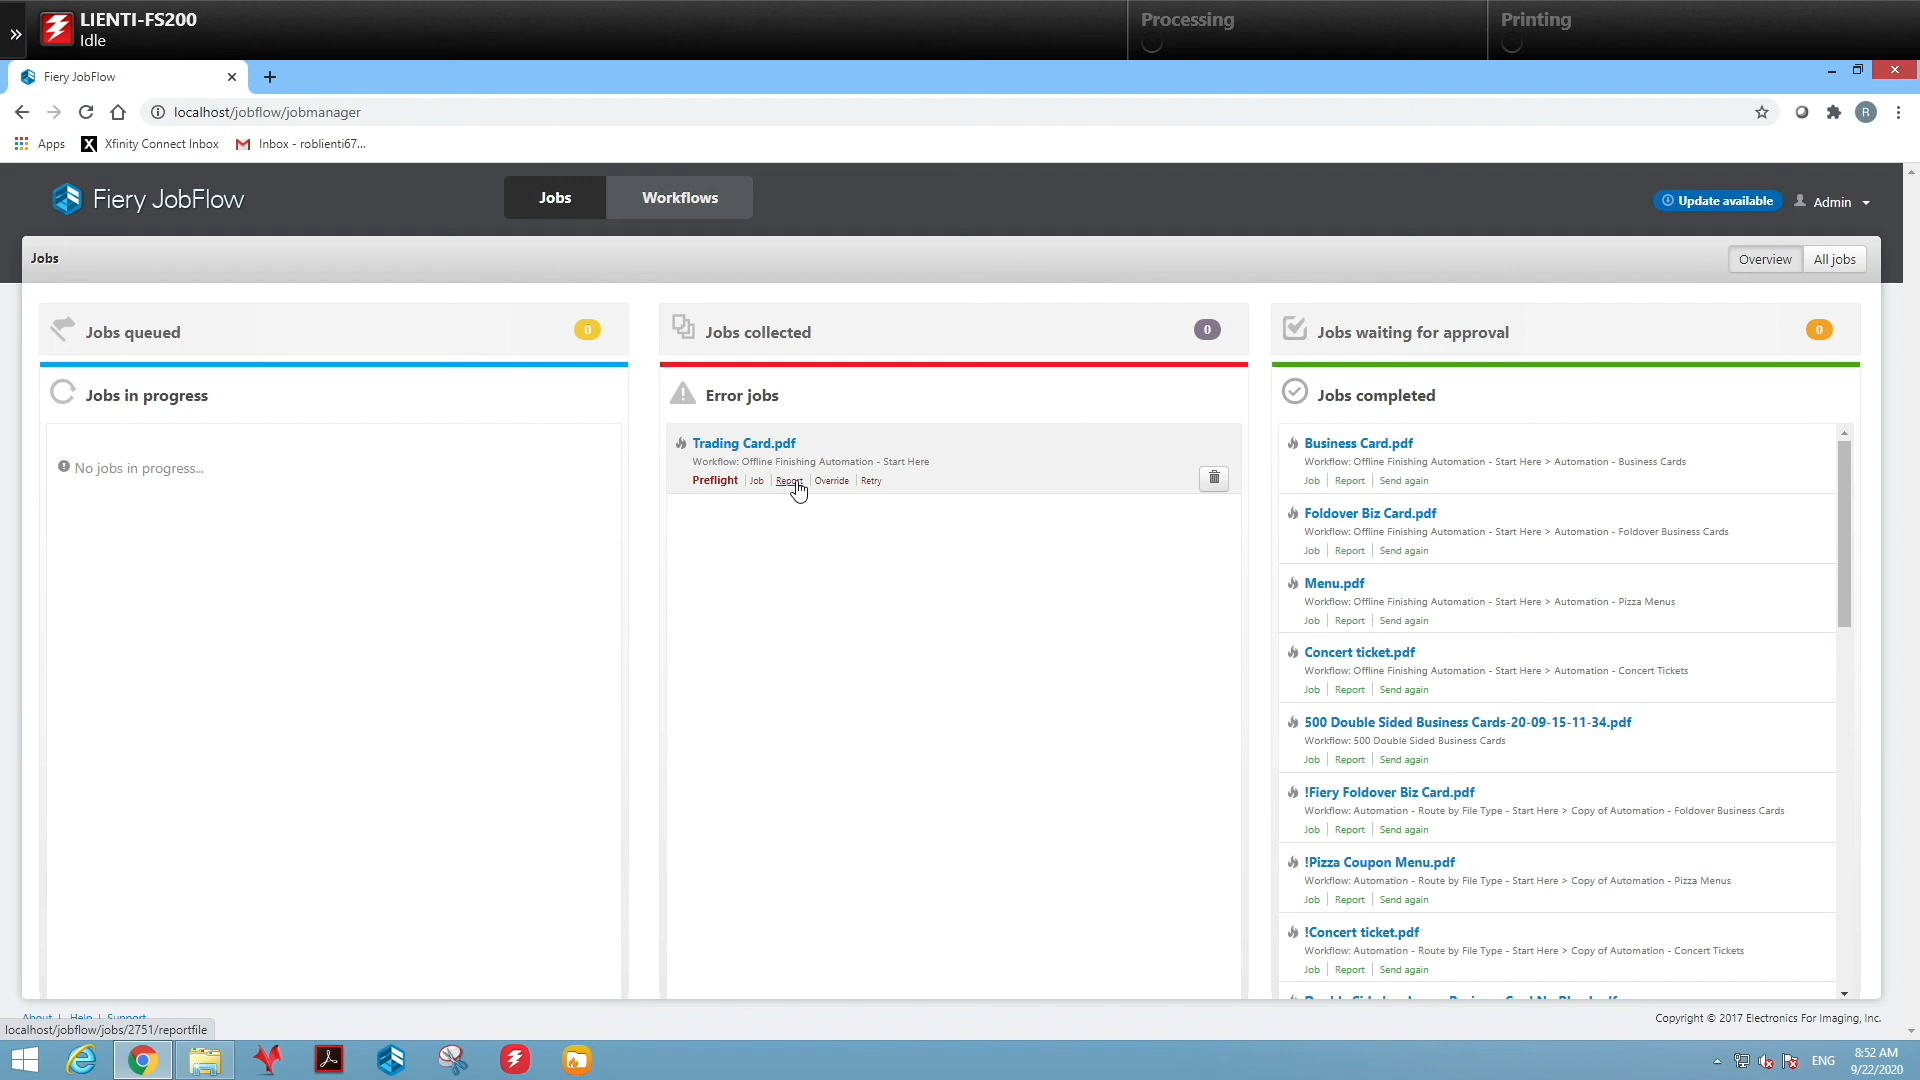 LIENTI-FS200
Idle
Processing
Printing
Fiery JobFlow
localhost/jobflow/jobmanager
Apps
Xfinity Connect Inbox
Inbox - roblienti67...
R
Fiery JobFlow
Jobs
Workflows
Update available
Admin
Jobs
Overview
All jobs
Jobs queued
0
Jobs in progress
No jobs in progress...
Jobs collected
0
Error jobs
Trading Card.pdf
Workflow: Offline Finishing Automation - Start Here
Preflight | Job | Report | Override | Retry
Jobs waiting for approval
0
Jobs completed
Business Card.pdf
Workflow: Offline Finishing Automation - Start Here > Automation - Business Cards
Job | Report | Send again
Foldover Biz Card.pdf
Workflow: Offline Finishing Automation - Start Here > Automation - Foldover Business Cards
Job | Report | Send again
Menu.pdf
Workflow: Offline Finishing Automation - Start Here > Automation - Pizza Menus
Job | Report | Send again
Concert ticket.pdf
Workflow: Offline Finishing Automation - Start Here > Automation - Concert Tickets
Job | Report | Send again
500 Double Sided Business Cards-20-09-15-11-34.pdf
Workflow: 500 Double Sided Business Cards
Job | Report | Send again
!Fiery Foldover Biz Card.pdf
Workflow: Automation - Route by File Type - Start Here > Copy of Automation - Foldover Business Cards
Job | Report | Send again
!Pizza Coupon Menu.pdf
Workflow: Automation - Route by File Type - Start Here > Copy of Automation - Pizza Menus
Job | Report | Send again
!Concert ticket.pdf
Workflow: Automation - Route by File Type - Start Here > Copy of Automation - Concert Tickets
Job | Report | Send again
About | Help | Support
Copyright © 2017 Electronics For Imaging, Inc.
localhost/jobflow/jobs/2751/reportfile
ENG
8:52 AM
9/22/2020